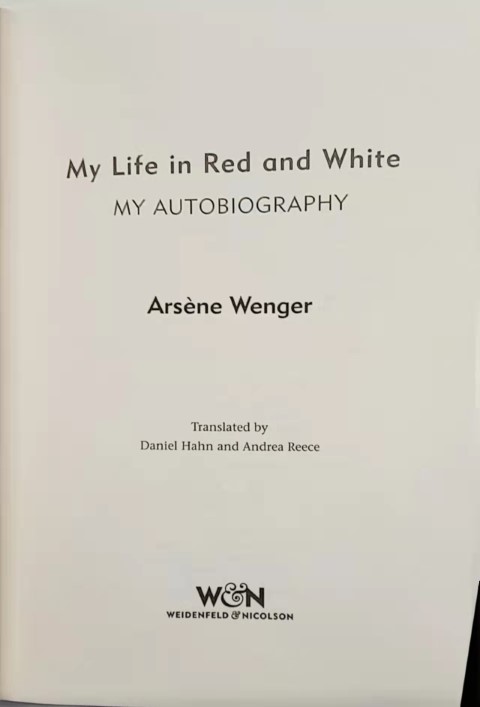 My Life in Red and White
MY AUTOBIOGRAPHY
Arsène Wenger
Translated by
Daniel Hahn and Andrea Reece
W&N
WEIDENFELD & NICOLSON